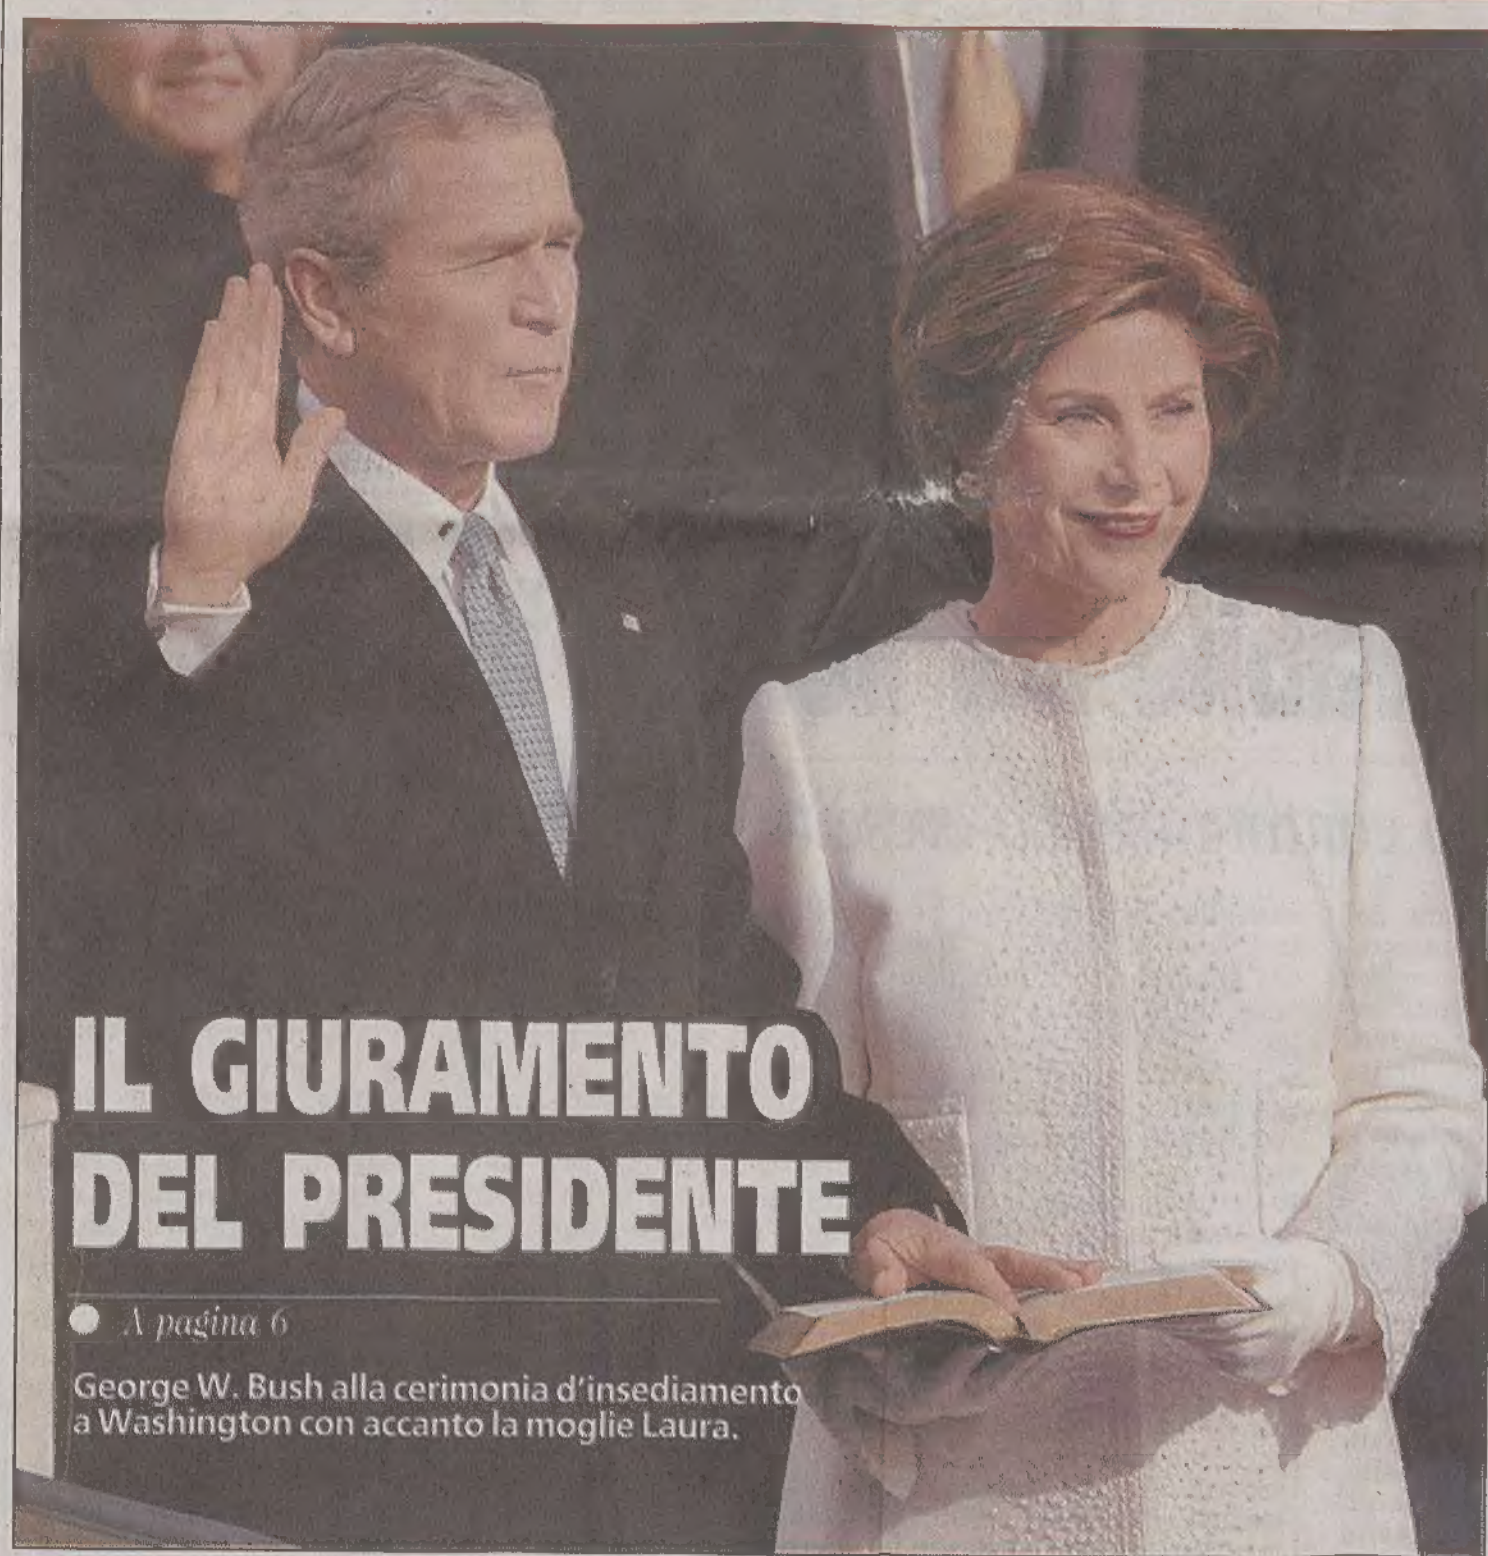 IL GIURAMENTO
DEL PRESIDENTE
● A pagina 6
George W. Bush alla cerimonia d'insediamento
a Washington con accanto la moglie Laura.